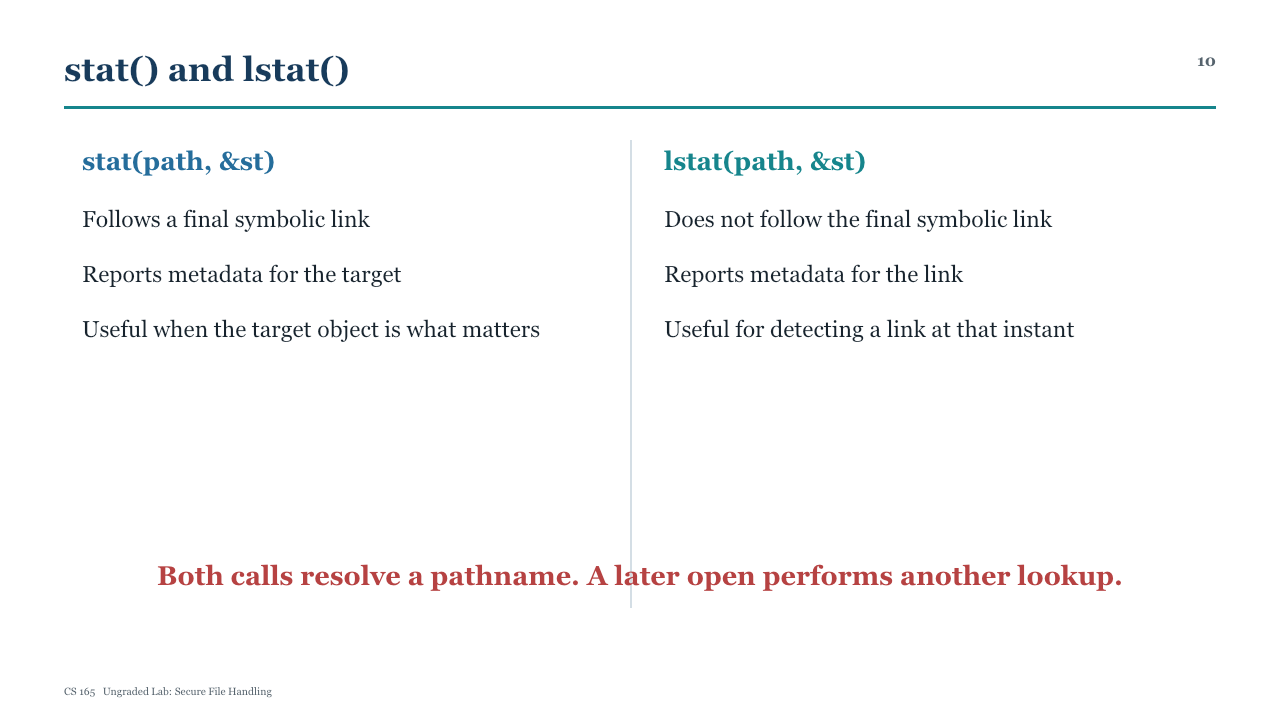 stat() and lstat()
10
stat(path, &st)
Follows a final symbolic link
Reports metadata for the target
Useful when the target object is what matters
lstat(path, &st)
Does not follow the final symbolic link
Reports metadata for the link
Useful for detecting a link at that instant
Both calls resolve a pathname. A later open performs another lookup.
CS 165 Ungraded Lab: Secure File Handling